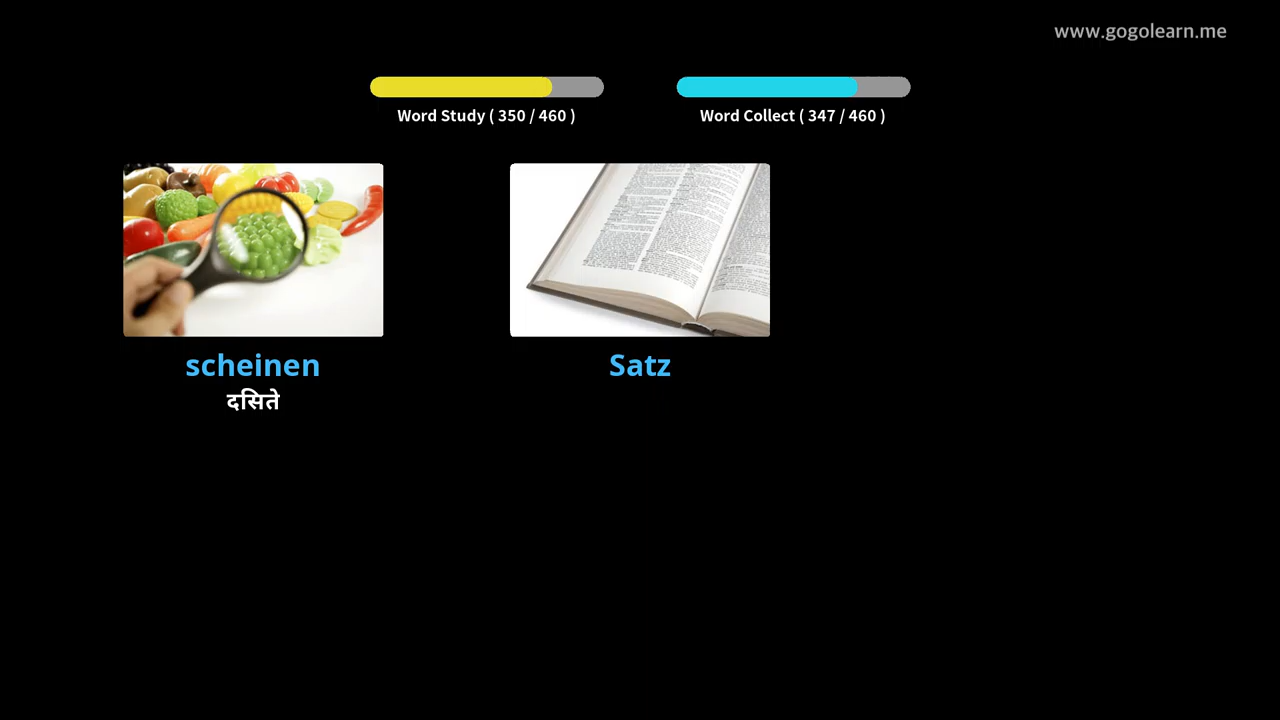 www.gogolearn.me
Word Study ( 350 / 460 )
Word Collect ( 347 / 460 )
scheinen
Satz
दसिते